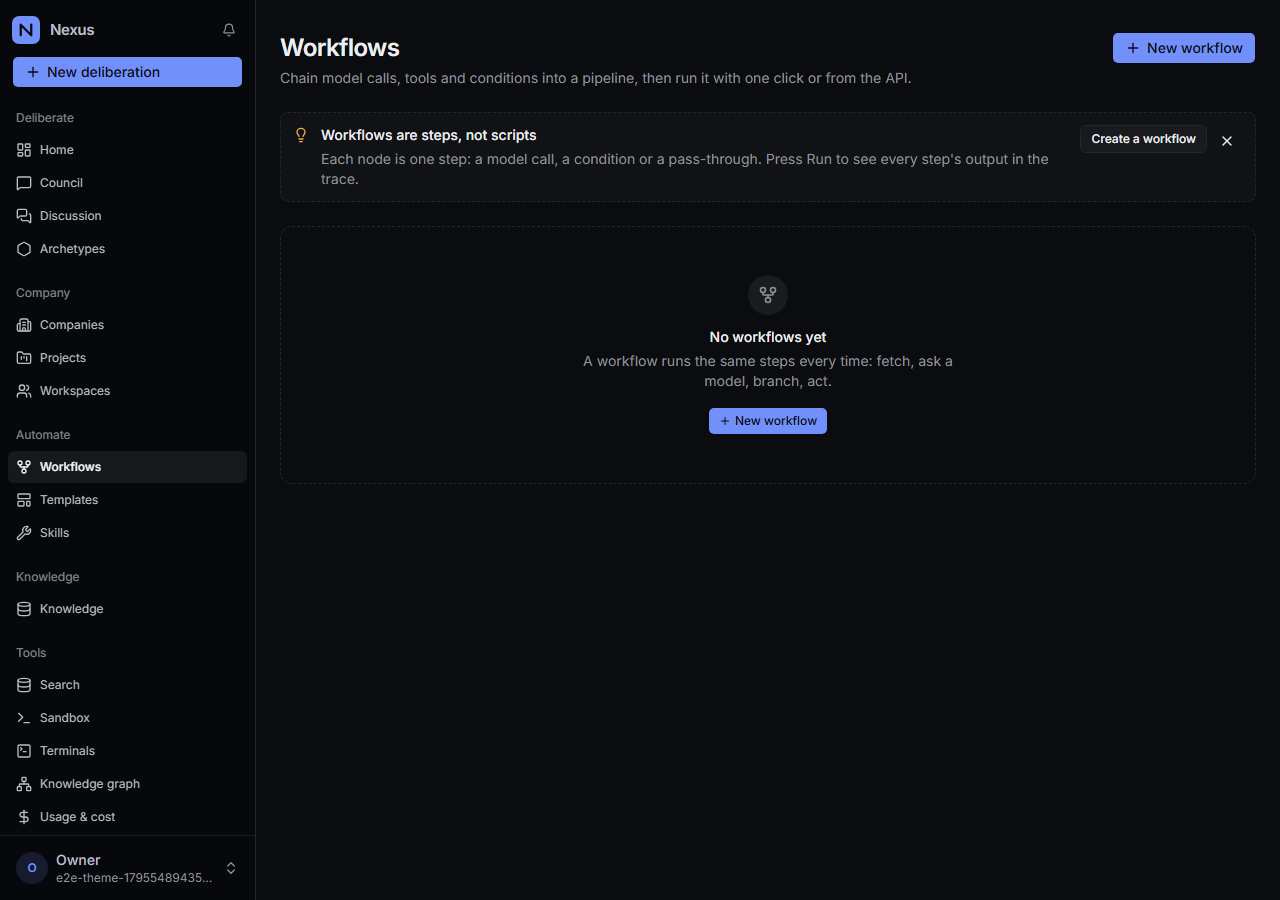 Nexus
New deliberation
Deliberate
Home
Council
Discussion
Archetypes
Company
Companies
Projects
Workspaces
Automate
Workflows
Templates
Skills
Knowledge
Knowledge
Tools
Search
Sandbox
Terminals
Knowledge graph
Usage & cost
O
Owner
e2e-theme-17955489435...
Workflows
New workflow
Chain model calls, tools and conditions into a pipeline, then run it with one click or from the API.
Workflows are steps, not scripts
Each node is one step: a model call, a condition or a pass-through. Press Run to see every step's output in the
trace.
Create a workflow
No workflows yet
A workflow runs the same steps every time: fetch, ask a
model, branch, act.
New workflow